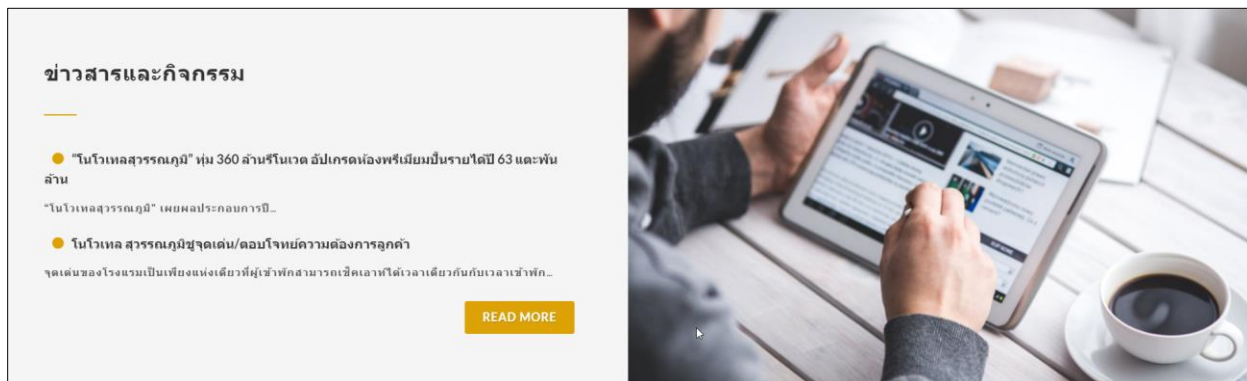 ข่าวสารและกิจกรรม
"โนโวเทลสุวรรณภูมิ" ทุ่ม 360 ล้านรีโนเวต อัปเกรดห้องพรีเมียมปั้นรายได้ปี 63 แตะพัน
ล้าน
"โนโวเทลสุวรรณภูมิ" เผยผลประกอบการปี...
โนโวเทล สุวรรณภูมิชูจุดเด่น/ตอบโจทย์ความต้องการลูกค้า
จุดเด่นของโรงแรมเป็นเพียงแห่งเดียวที่ผู้เข้าพักสามารถเช็คเอาท์ได้เวลาเดียวกันกับเวลาเข้าพัก...
READ MORE